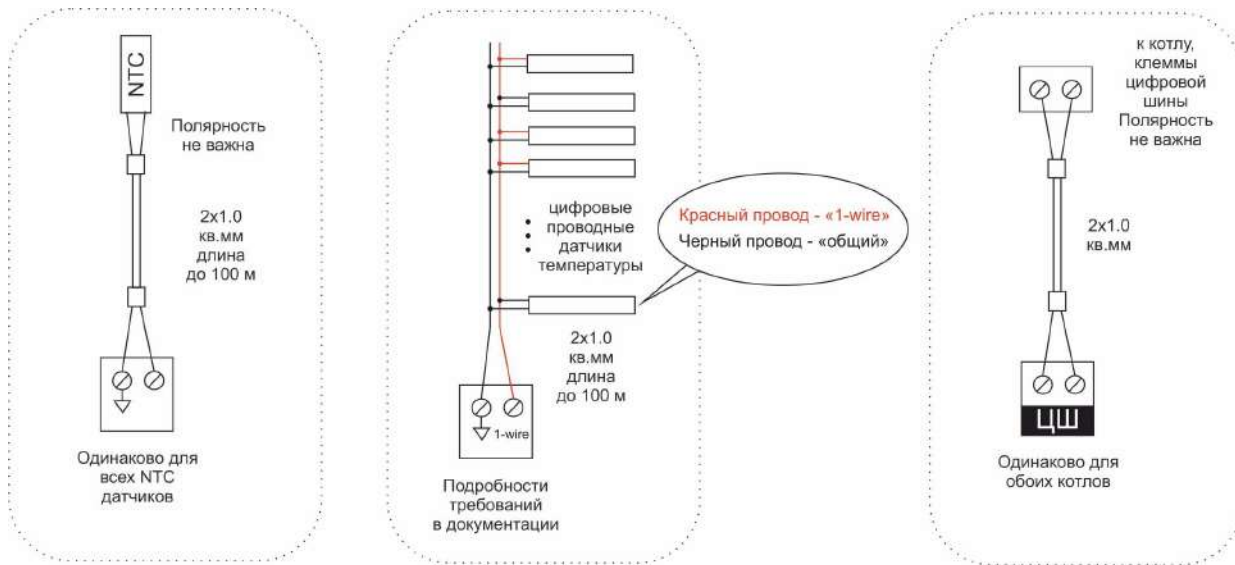 NTC
Полярность
не важна
2x1.0
кв.мм
длина
до 100 м
Одинаково для
всех NTC
датчиков
цифровые
проводные
датчики
температуры
Красный провод - «1-wire»
Черный провод - «общий»
2x1.0
кв.мм
длина
до 100 м
1-wire
Подробности
требований
в документации
к котлу,
клеммы
цифровой
шины
Полярность
не важна
2x1.0
кв.мм
ЦШ
Одинаково для
обоих котлов